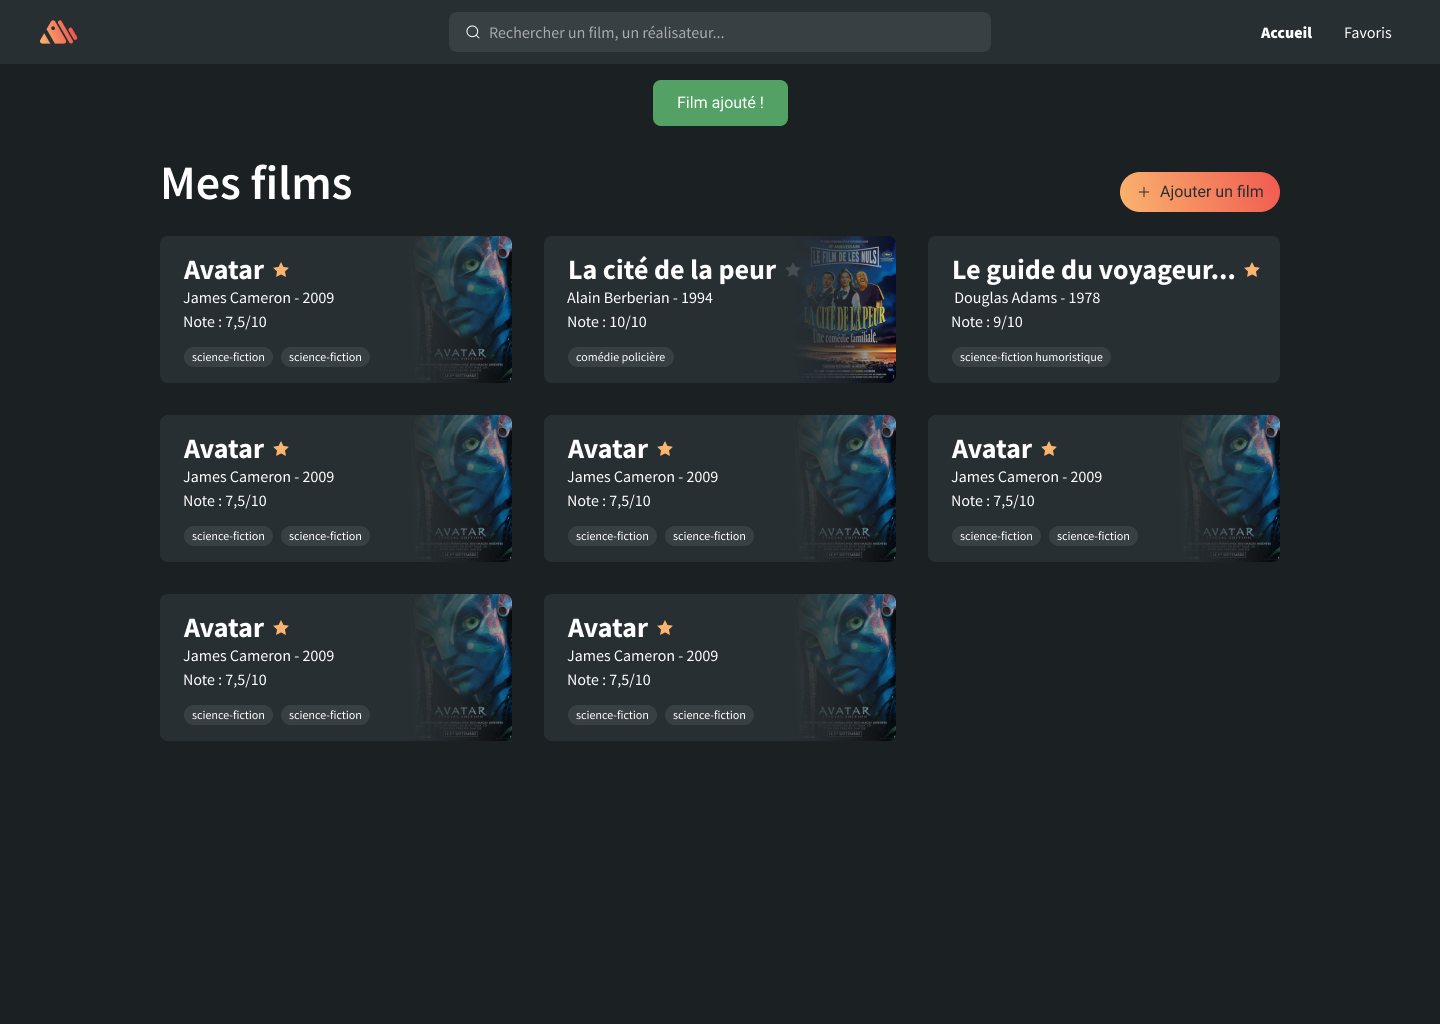 Rechercher un film, un réalisateur...
Accueil
Favoris
Film ajouté !
Mes films
Ajouter un film
Avatar
James Cameron - 2009
Note : 7,5/10
science-fiction
science-fiction
AVATAR
La cité de la peur
Alain Berberian - 1994
Note : 10/10
comédie policière
LE FILM DE LES NULS
LA CITÉ DE LA PEUR
Une comédie familiale.
Le guide du voyageur...
Douglas Adams - 1978
Note : 9/10
science-fiction humoristique
Avatar
James Cameron - 2009
Note : 7,5/10
science-fiction
science-fiction
AVATAR
Avatar
James Cameron - 2009
Note : 7,5/10
science-fiction
science-fiction
AVATAR
Avatar
James Cameron - 2009
Note : 7,5/10
science-fiction
science-fiction
AVATAR
Avatar
James Cameron - 2009
Note : 7,5/10
science-fiction
science-fiction
AVATAR
Avatar
James Cameron - 2009
Note : 7,5/10
science-fiction
science-fiction
AVATAR